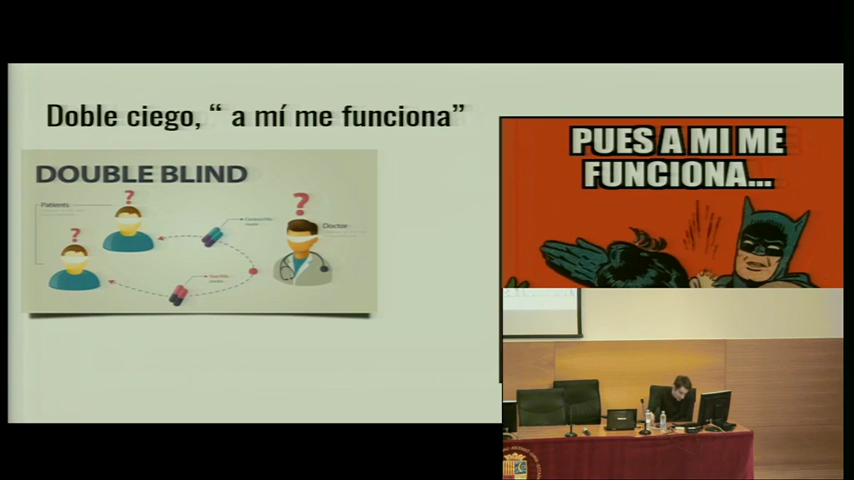 Doble ciego, “ a mí me funciona”
DOUBLE BLIND
Patients
Doctor
PUES A MI ME
FUNCIONA...